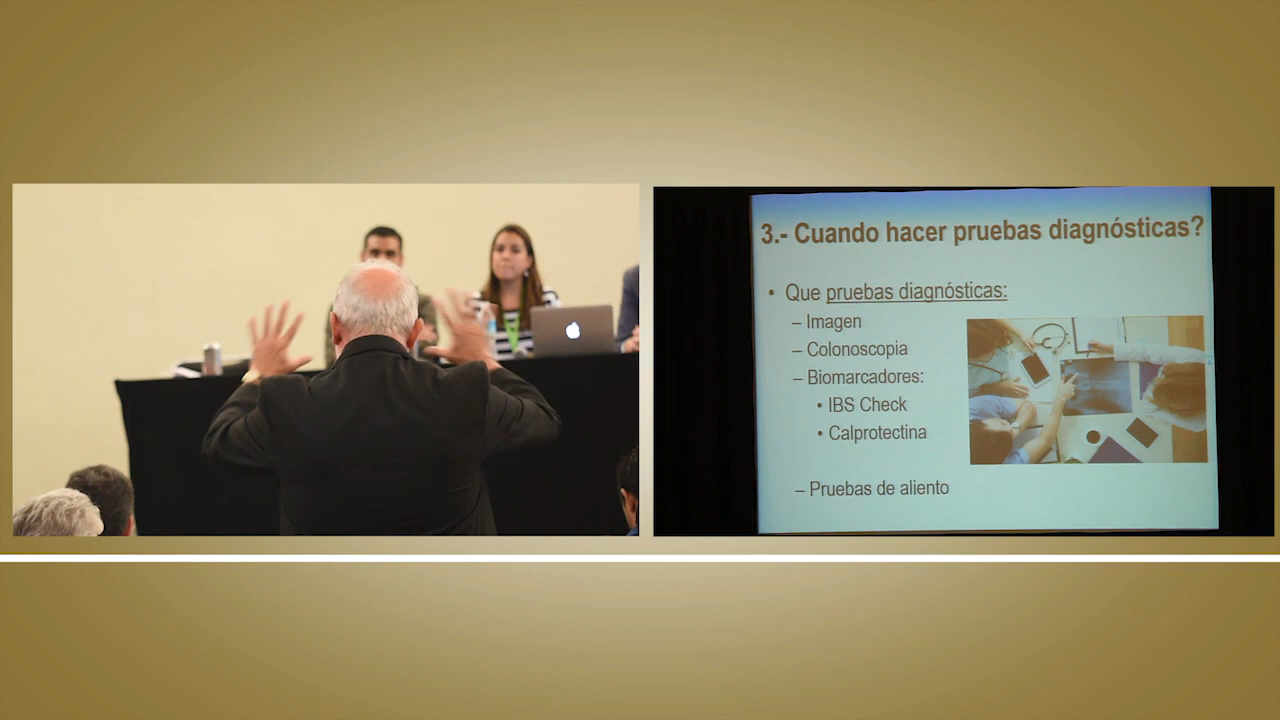 3.- Cuando hacer pruebas diagnósticas?
• Que pruebas diagnósticas:
– Imagen
– Colonoscopia
– Biomarcadores:
• IBS Check
• Calprotectina
– Pruebas de aliento